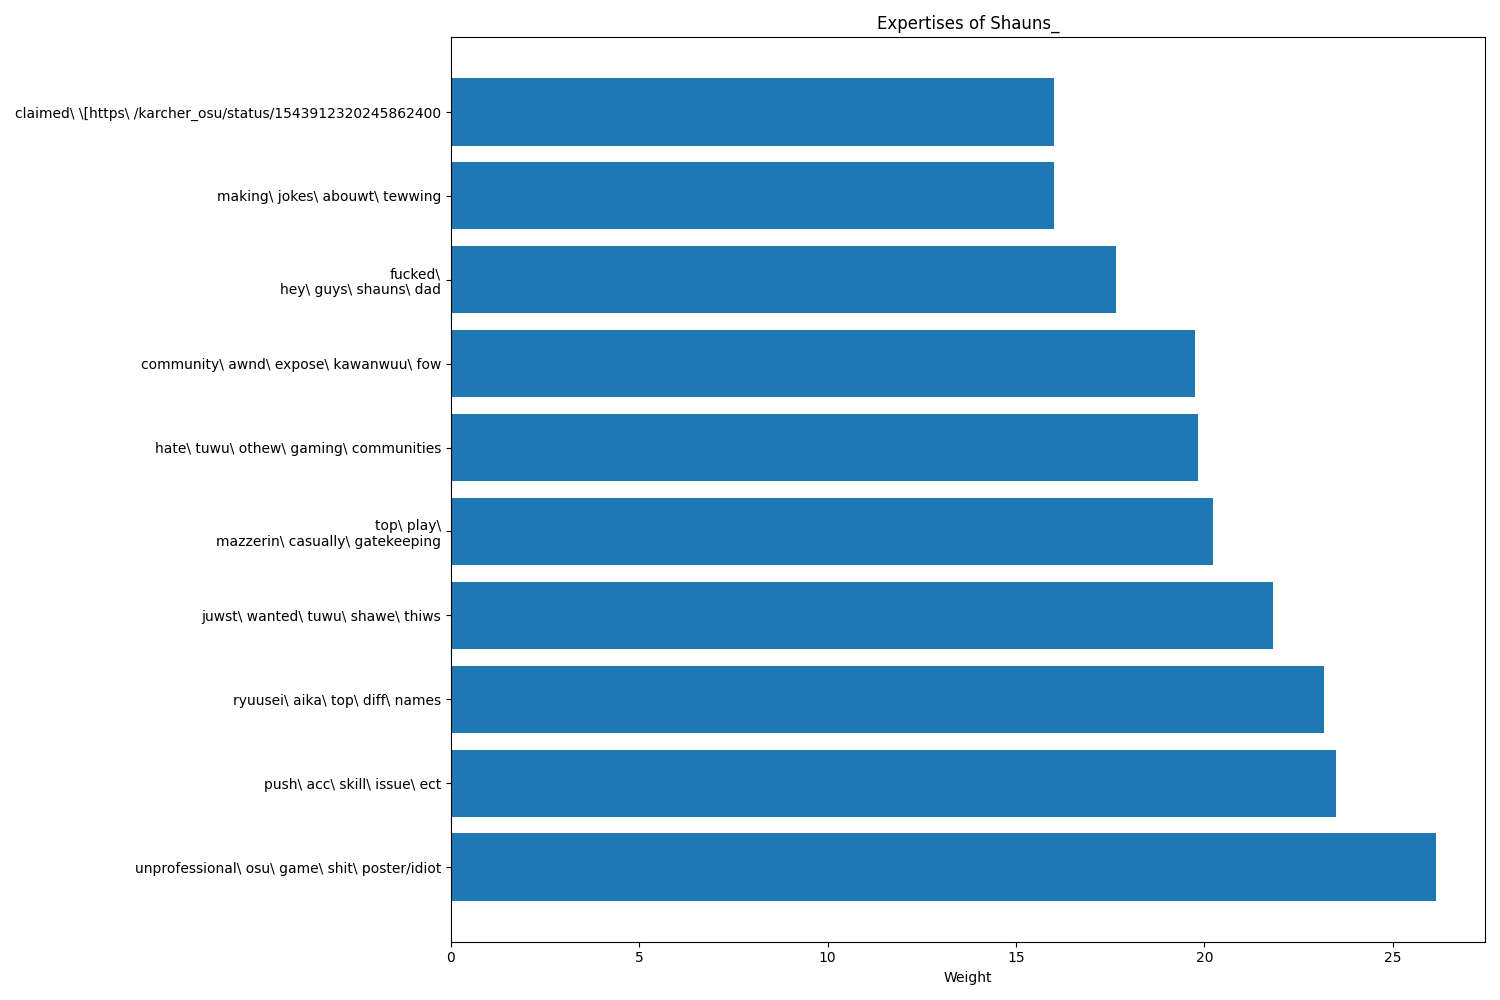 Expertises of Shauns_
claimed\ \[https\ /karcher_osu/status/1543912320245862400
making\ jokes\ abouwt\ tewwing
fucked\
hey\ guys\ shauns\ dad
community\ awnd\ expose\ kawanwuu\ fow
hate\ tuwu\ othew\ gaming\ communities
top\ play\
mazzerin\ casually\ gatekeeping
juwst\ wanted\ tuwu\ shawe\ thiws
ryuusei\ aika\ top\ diff\ names
push\ acc\ skill\ issue\ ect
unprofessional\ osu\ game\ shit\ poster/idiot
0 5 10 15 20 25
Weight